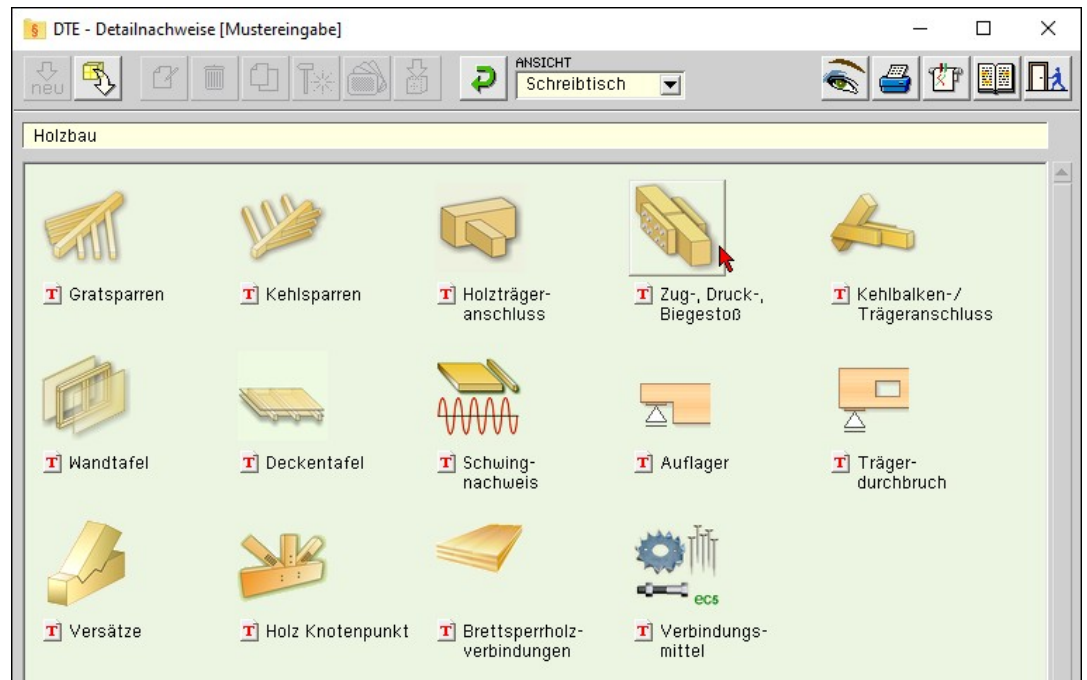 § DTE - Detailnachweise [Mustereingabe]
neu
ANSICHT
Schreibtisch
Holzbau
T Gratsparren
T Kehlsparren
T Holzträger-
anschluss
T Zug-, Druck-,
Biegestoß
T Kehlbalken-/
Trägeranschluss
T Wandtafel
T Deckentafel
T Schwing-
nachweis
T Auflager
T Träger-
durchbruch
ec5
T Versätze
T Holz Knotenpunkt
T Brettsperrholz-
verbindungen
T Verbindungs-
mittel